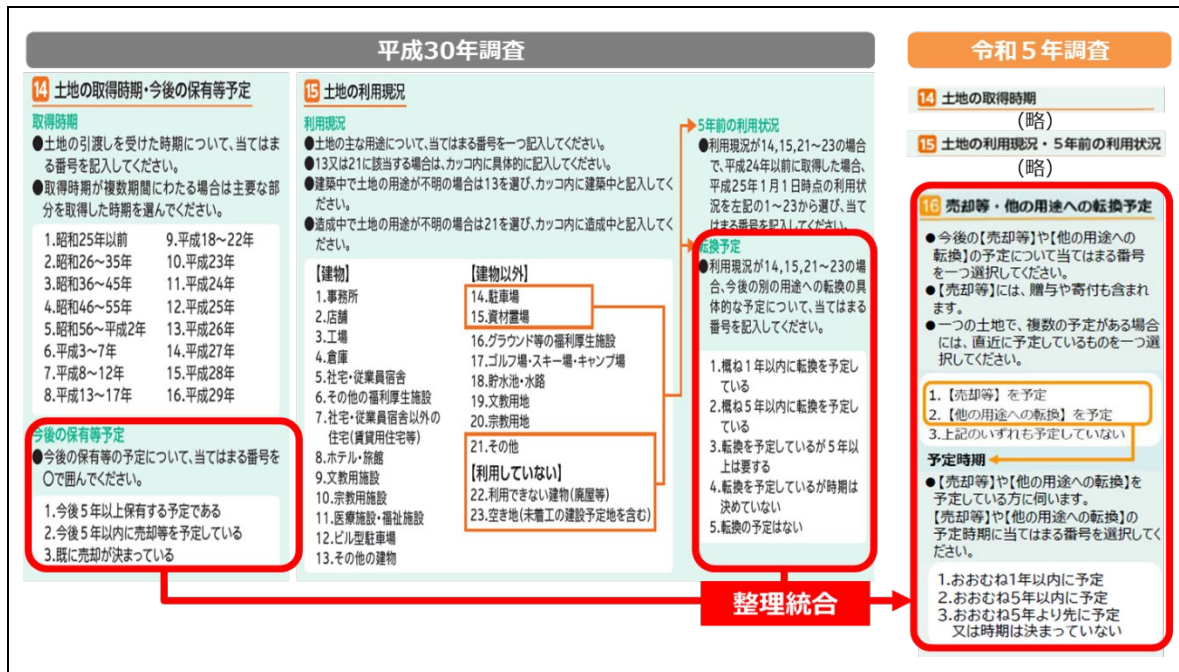 平成30年調査
14 土地の取得時期・今後の保有等予定
取得時期
●土地の引渡しを受けた時期について、当てはま
る番号を記入してください。
●取得時期が複数期間にわたる場合は主要な部
分を取得した時期を選んでください。
1.昭和25年以前
2.昭和26～35年
3.昭和36～45年
4.昭和46～55年
5.昭和56～平成2年
6.平成3～7年
7.平成8～12年
8.平成13～17年
9.平成18～22年
10.平成23年
11.平成24年
12.平成25年
13.平成26年
14.平成27年
15.平成28年
16.平成29年
今後の保有等予定
●今後の保有等の予定について、当てはまる番号を
〇で囲んでください。
1.今後5年以上保有する予定である
2.今後5年以内に売却等を予定している
3.既に売却が決まっている
15 土地の利用現況
利用現況
●土地の主な用途について、当てはまる番号を一つ記入してください。
●13又は21に該当する場合は、カッコ内に具体的に記入してください。
●建築中で土地の用途が不明の場合は13を選び、カッコ内に建築中と記入してく
ださい。
●造成中で土地の用途が不明の場合は21を選び、カッコ内に造成中と記入してく
ださい。
【建物】
1.事務所
2.店舗
3.工場
4.倉庫
5.社宅・従業員宿舎
6.その他の福利厚生施設
7.社宅・従業員宿舎以外の
住宅(賃貸用住宅等)
8.ホテル・旅館
9.文教用施設
10.宗教用施設
11.医療施設・福祉施設
12.ビル型駐車場
13.その他の建物
【建物以外】
14.駐車場
15.資材置場
16.グラウンド等の福利厚生施設
17.ゴルフ場・スキー場・キャンプ場
18.貯水池・水路
19.文教用地
20.宗教用地
21.その他
【利用していない】
22.利用できない建物(廃屋等)
23.空き地(未着工の建設予定地を含む)
5年前の利用状況
●利用現況が14,15,21～23の場合
で、平成24年以前に取得した場合、
平成25年1月1日時点の利用状
況を左記の1～23から選び、当て
はまる番号を記入してください。
転換予定
●利用現況が14,15,21～23の場
合、今後の別の用途への転換の具
体的な予定について、当てはまる
番号を記入してください。
1.概ね1年以内に転換を予定し
ている
2.概ね5年以内に転換を予定し
ている
3.転換を予定しているが5年以
上は要する
4.転換を予定しているが時期は
決めていない
5.転換の予定はない
整理統合
令和5年調査
14 土地の取得時期
(略)
15 土地の利用現況・5年前の利用状況
(略)
16 売却等・他の用途への転換予定
●今後の【売却等】や【他の用途への
転換】の予定について当てはまる番号
を一つ選択してください。
●【売却等】には、贈与や寄付も含まれ
ます。
●一つの土地で、複数の予定がある場合
には、直近に予定しているものを一つ選
択してください。
1.【売却等】を予定
2.【他の用途への転換】を予定
3.上記のいずれも予定していない
予定時期
●【売却等】や【他の用途への転換】を
予定している方に伺います。
【売却等】や【他の用途への転換】の
予定時期に当てはまる番号を選択してく
ださい。
1.おおむね1年以内に予定
2.おおむね5年以内に予定
3.おおむね5年より先に予定
又は時期は決まっていない